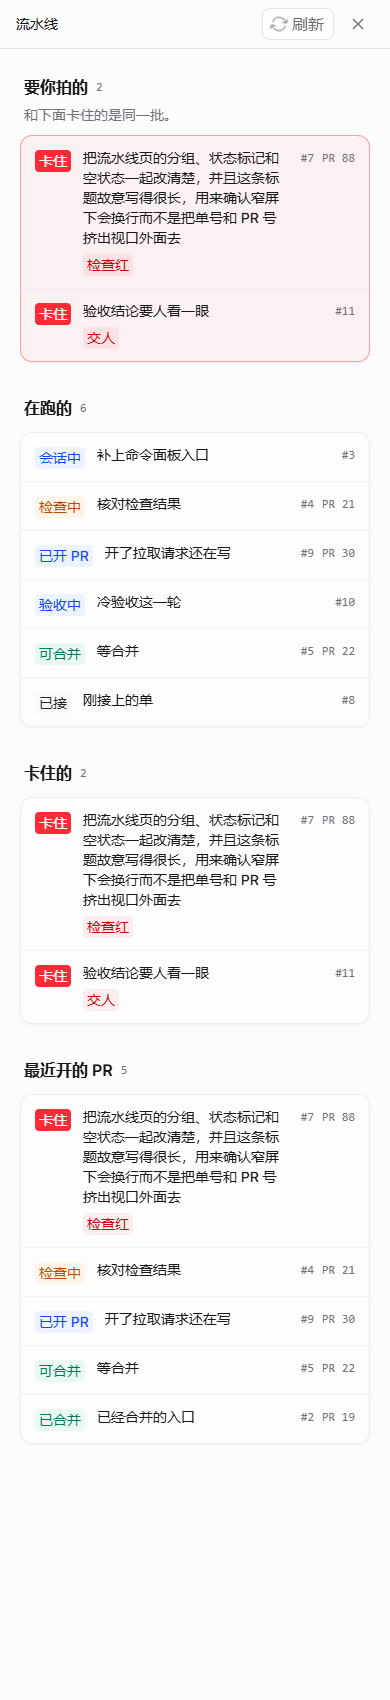 流水线
刷新
要你拍的 2
和下面卡住的是同一批。
卡住 把流水线页的分组、状态标记和 #7 PR 88
空状态一起改清楚，并且这条标
题故意写得很长，用来确认窄屏
下会换行而不是把单号和 PR 号
挤出视口外面去
检查红
卡住 验收结论要人看一眼 #11
交人
在跑的 6
会话中 补上命令面板入口 #3
检查中 核对检查结果 #4 PR 21
已开 PR 开了拉取请求还在写 #9 PR 30
验收中 冷验收这一轮 #10
可合并 等合并 #5 PR 22
已接 刚接上的单 #8
卡住的 2
卡住 把流水线页的分组、状态标记和 #7 PR 88
空状态一起改清楚，并且这条标
题故意写得很长，用来确认窄屏
下会换行而不是把单号和 PR 号
挤出视口外面去
检查红
卡住 验收结论要人看一眼 #11
交人
最近开的 PR 5
卡住 把流水线页的分组、状态标记和 #7 PR 88
空状态一起改清楚，并且这条标
题故意写得很长，用来确认窄屏
下会换行而不是把单号和 PR 号
挤出视口外面去
检查红
检查中 核对检查结果 #4 PR 21
已开 PR 开了拉取请求还在写 #9 PR 30
可合并 等合并 #5 PR 22
已合并 已经合并的入口 #2 PR 19